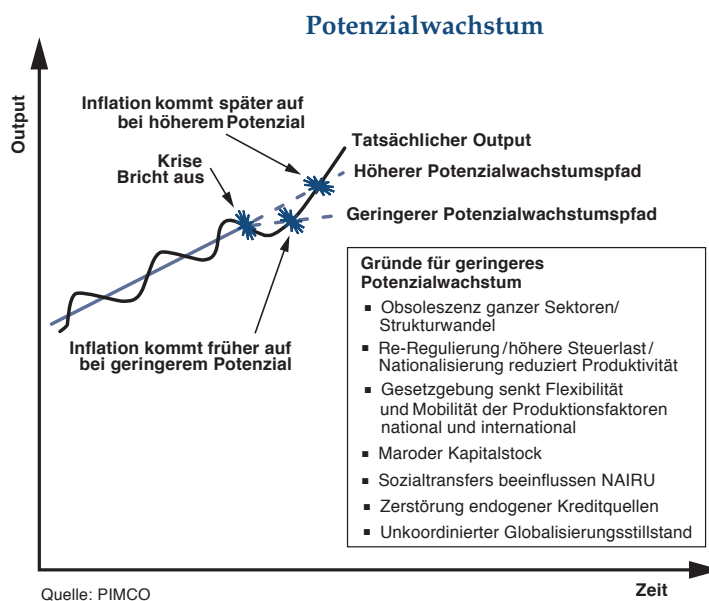 Potenzialwachstum
Output
Inflation kommt später auf
bei höherem Potenzial
Krise
Bricht aus
Tatsächlicher Output
Höherer Potenzialwachstumspfad
Geringerer Potenzialwachstumspfad
Inflation kommt früher auf
bei geringerem Potenzial
Gründe für geringeres
Potenzialwachstum
▪ Obsoleszenz ganzer Sektoren/
Strukturwandel
▪ Re-Regulierung/höhere Steuerlast/
Nationalisierung reduziert Produktivität
▪ Gesetzgebung senkt Flexibilität
und Mobilität der Produktionsfaktoren
national und international
▪ Maroder Kapitalstock
▪ Sozialtransfers beeinflussen NAIRU
▪ Zerstörung endogener Kreditquellen
▪ Unkoordinierter Globalisierungsstillstand
Quelle: PIMCO
Zeit